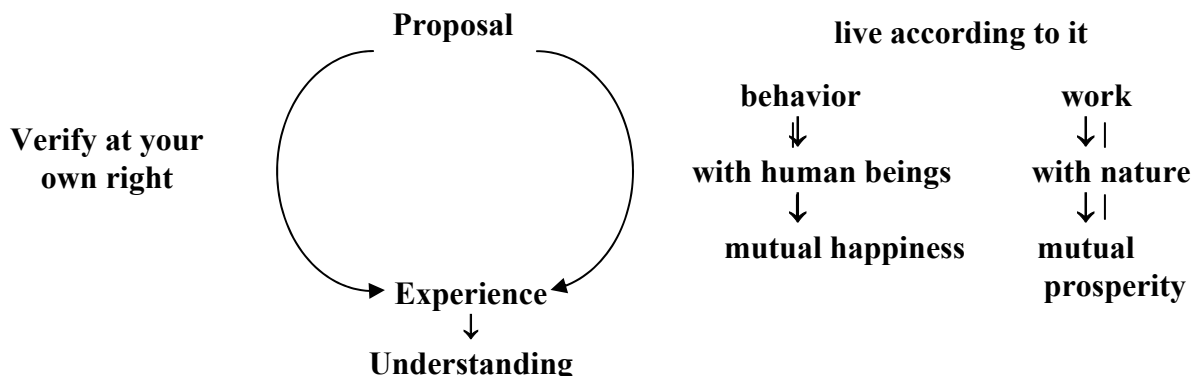 Proposal
live according to it
behavior
work
Verify at your
own right
with human beings
with nature
mutual happiness
mutual
prosperity
Experience
Understanding